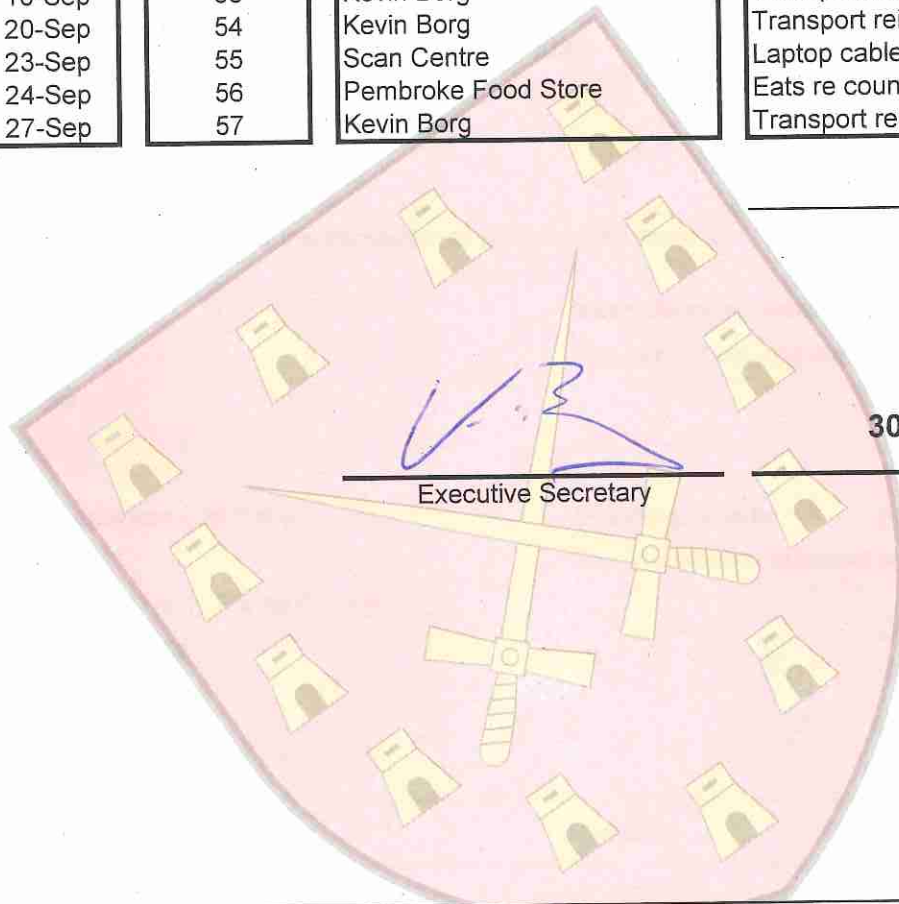 20-Sep 54 Kevin Borg Transport rei
23-Sep 55 Scan Centre Laptop cable
24-Sep 56 Pembroke Food Store Eats re coun
27-Sep 57 Kevin Borg Transport re
30
Executive Secretary